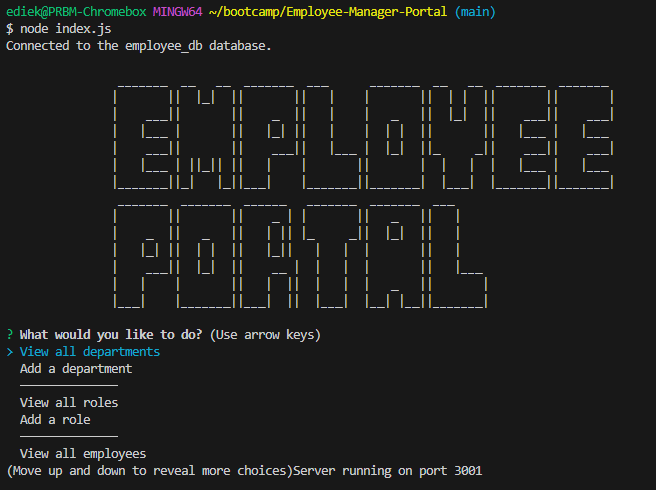 ediek@PRBM-Chromebox MINGW64 ~/bootcamp/Employee-Manager-Portal (main)
$ node index.js
Connected to the employee_db database.
EMPLOYEE
PORTAL
? What would you like to do? (Use arrow keys)
> View all departments
Add a department
──────────────
View all roles
Add a role
──────────────
View all employees
(Move up and down to reveal more choices)Server running on port 3001